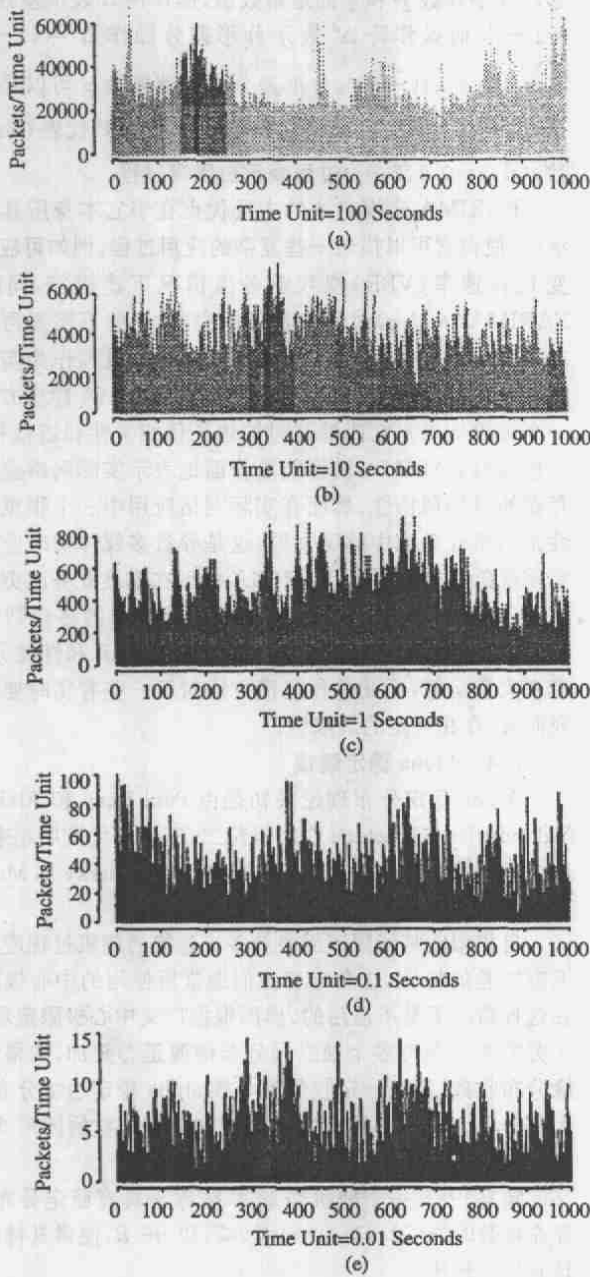 Packets/Time Unit
60000
40000
20000
0
0 100 200 300 400 500 600 700 800 900 1000
Time Unit=100 Seconds
(a)
Packets/Time Unit
6000
4000
2000
0
0 100 200 300 400 500 600 700 800 900 1000
Time Unit=10 Seconds
(b)
Packets/Time Unit
800
600
400
200
0
0 100 200 300 400 500 600 700 800 900 1000
Time Unit=1 Seconds
(c)
Packets/Time Unit
100
80
60
40
20
0
0 100 200 300 400 500 600 700 800 900 1000
Time Unit=0.1 Seconds
(d)
Packets/Time Unit
15
10
5
0
0 100 200 300 400 500 600 700 800 900 1000
Time Unit=0.01 Seconds
(e)